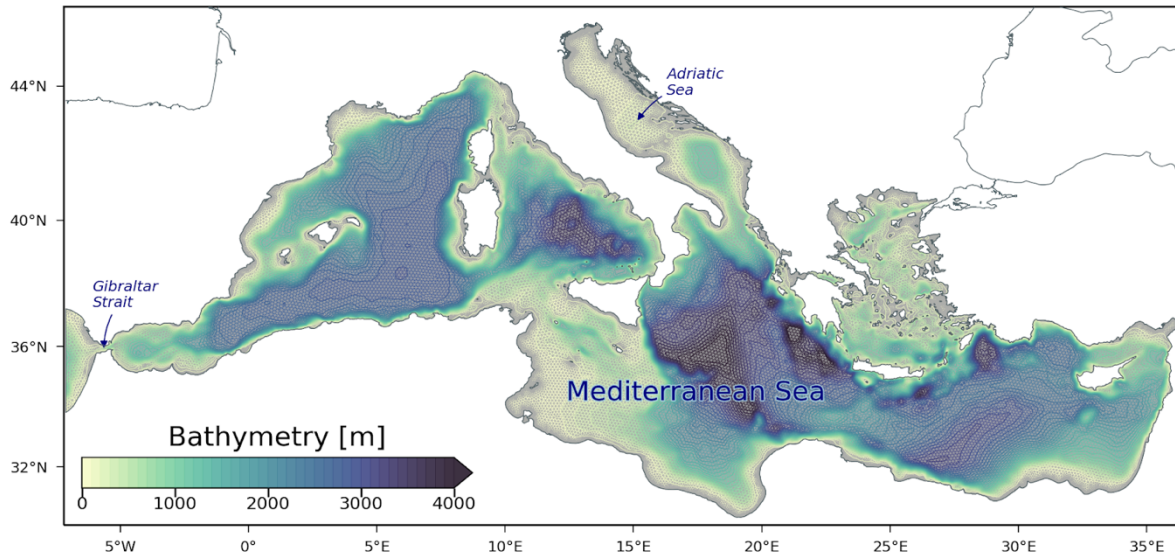 44°N
40°N
36°N
32°N
Adriatic
Sea
Gibraltar
Strait
Mediterranean Sea
Bathymetry [m]
0 1000 2000 3000 4000
5°W 0° 5°E 10°E 15°E 20°E 25°E 30°E 35°E